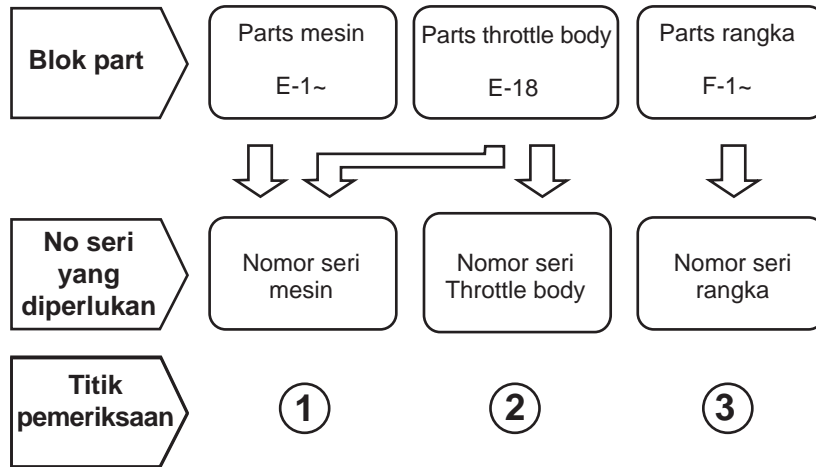 Blok part
Parts mesin
E-1~
Parts throttle body
E-18
Parts rangka
F-1~
No seri
yang
diperlukan
Nomor seri
mesin
Nomor seri
Throttle body
Nomor seri
rangka
Titik
pemeriksaan
1
2
3